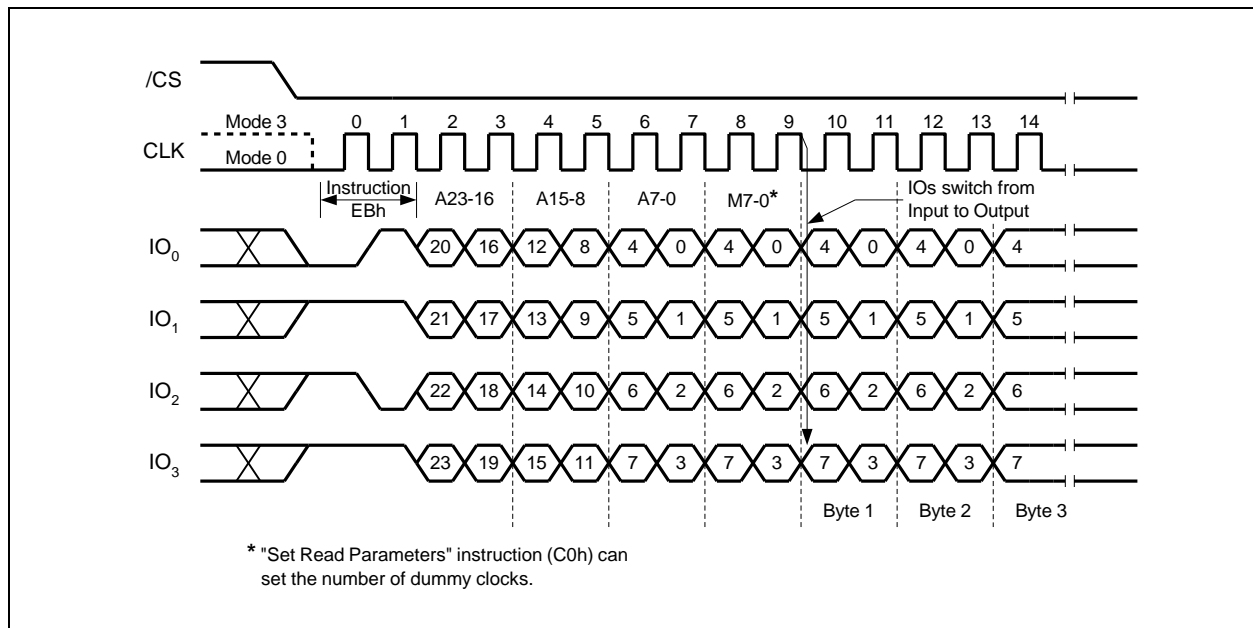 /CS
Mode 3 0 1 2 3 4 5 6 7 8 9 10 11 12 13 14
CLK Mode 0
Instruction A23-16 A15-8 A7-0 M7-0* IOs switch from
EBh Input to Output
IO0 20 16 12 8 4 0 4 0 4 0 4 0 4
IO1 21 17 13 9 5 1 5 1 5 1 5 1 5
IO2 22 18 14 10 6 2 6 2 6 2 6 2 6
IO3 23 19 15 11 7 3 7 3 7 3 7 3 7
Byte 1 Byte 2 Byte 3
* "Set Read Parameters" instruction (C0h) can
set the number of dummy clocks.